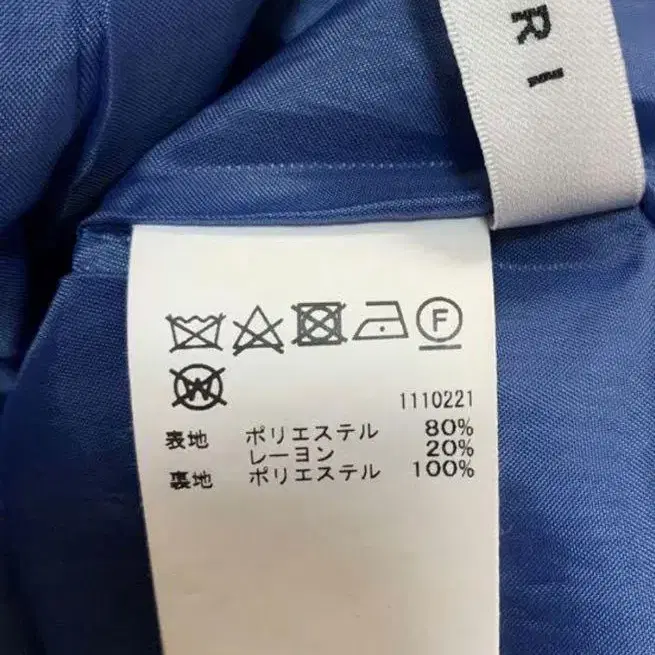 RI
F
W
1110221
表地 ポリエステル 80%
レーヨン 20%
裏地 ポリエステル 100%